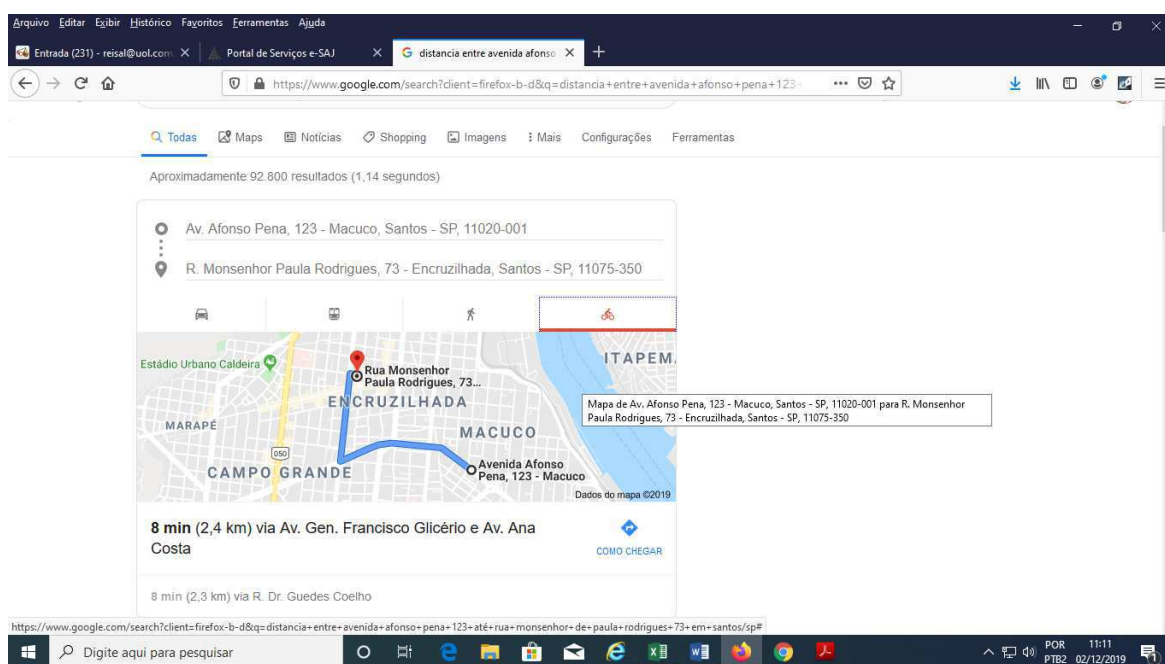 Arquivo Editar Exibir Histórico Favoritos Ferramentas Ajuda
Entrada (231) - reisal@uol.com
Portal de Serviços e-SAJ
distancia entre avenida afonso
https://www.google.com/search?client=firefox-b-d&q=distancia+entre+avenida+afonso+pena+123
Todas Maps Notícias Shopping Imagens Mais Configurações Ferramentas
Aproximadamente 92.800 resultados (1,14 segundos)
Av. Afonso Pena, 123 - Macuco, Santos - SP, 11020-001
R. Monsenhor Paula Rodrigues, 73 - Encruzilhada, Santos - SP, 11075-350
Estádio Urbano Caldeira
ITAPEM
Rua Monsenhor
Paula Rodrigues, 73...
ENCRUZILHADA
Mapa de Av. Afonso Pena, 123 - Macuco, Santos - SP, 11020-001 para R. Monsenhor
Paula Rodrigues, 73 - Encruzilhada, Santos - SP, 11075-350
MARAPÉ
MACUCO
050
CAMPO GRANDE
Avenida Afonso
Pena, 123 - Macuco
Dados do mapa ©2019
8 min (2,4 km) via Av. Gen. Francisco Glicério e Av. Ana
Costa
COMO CHEGAR
8 min (2,3 km) via R. Dr. Guedes Coelho
https://www.google.com/search?client=firefox-b-d&q=distancia+entre+avenida+afonso+pena+123+até+rua+monsenhor+de+paula+rodrigues+73+em+santos/sp#
Digite aqui para pesquisar
POR 11:11
PTB2 02/12/2019